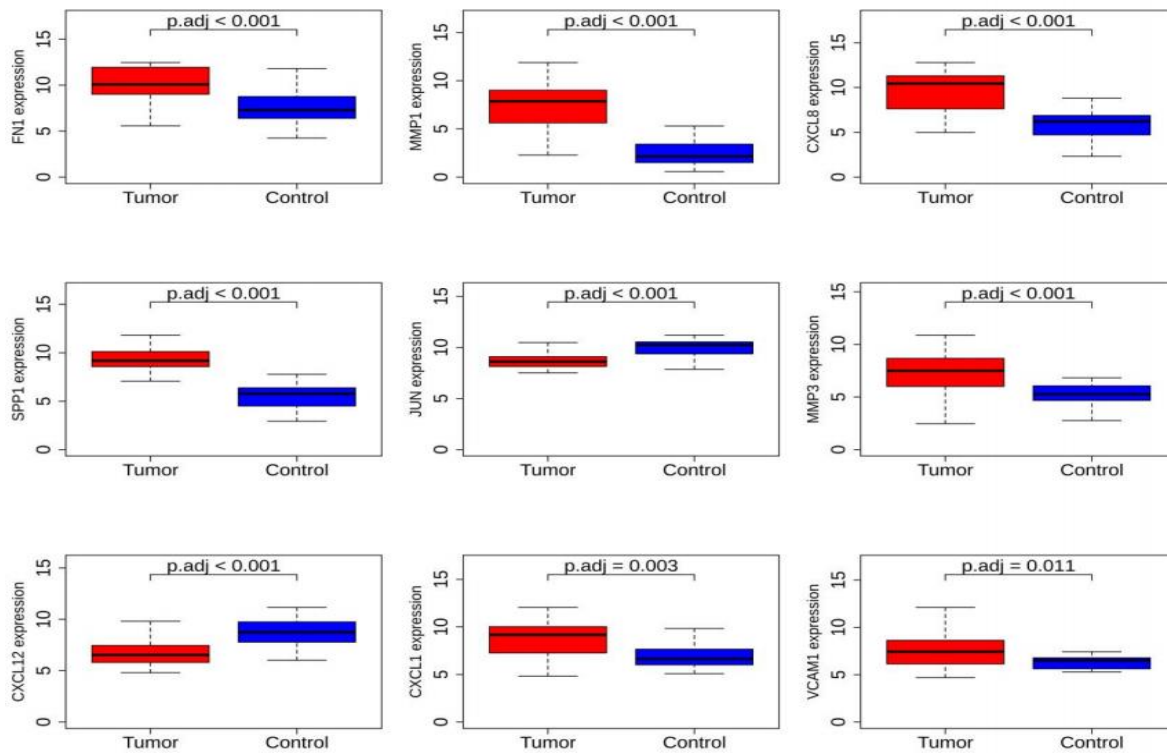 p.adj < 0.001
FN1 expression
0 5 10 15
Tumor Control
p.adj < 0.001
MMP1 expression
0 5 10 15
Tumor Control
p.adj < 0.001
CXCL8 expression
0 5 10 15
Tumor Control
p.adj < 0.001
SPP1 expression
0 5 10 15
Tumor Control
p.adj < 0.001
JUN expression
0 5 10 15
Tumor Control
p.adj < 0.001
MMP3 expression
0 5 10 15
Tumor Control
p.adj < 0.001
CXCL12 expression
0 5 10 15
Tumor Control
p.adj = 0.003
CXCL1 expression
0 5 10 15
Tumor Control
p.adj = 0.011
VCAM1 expression
0 5 10 15
Tumor Control